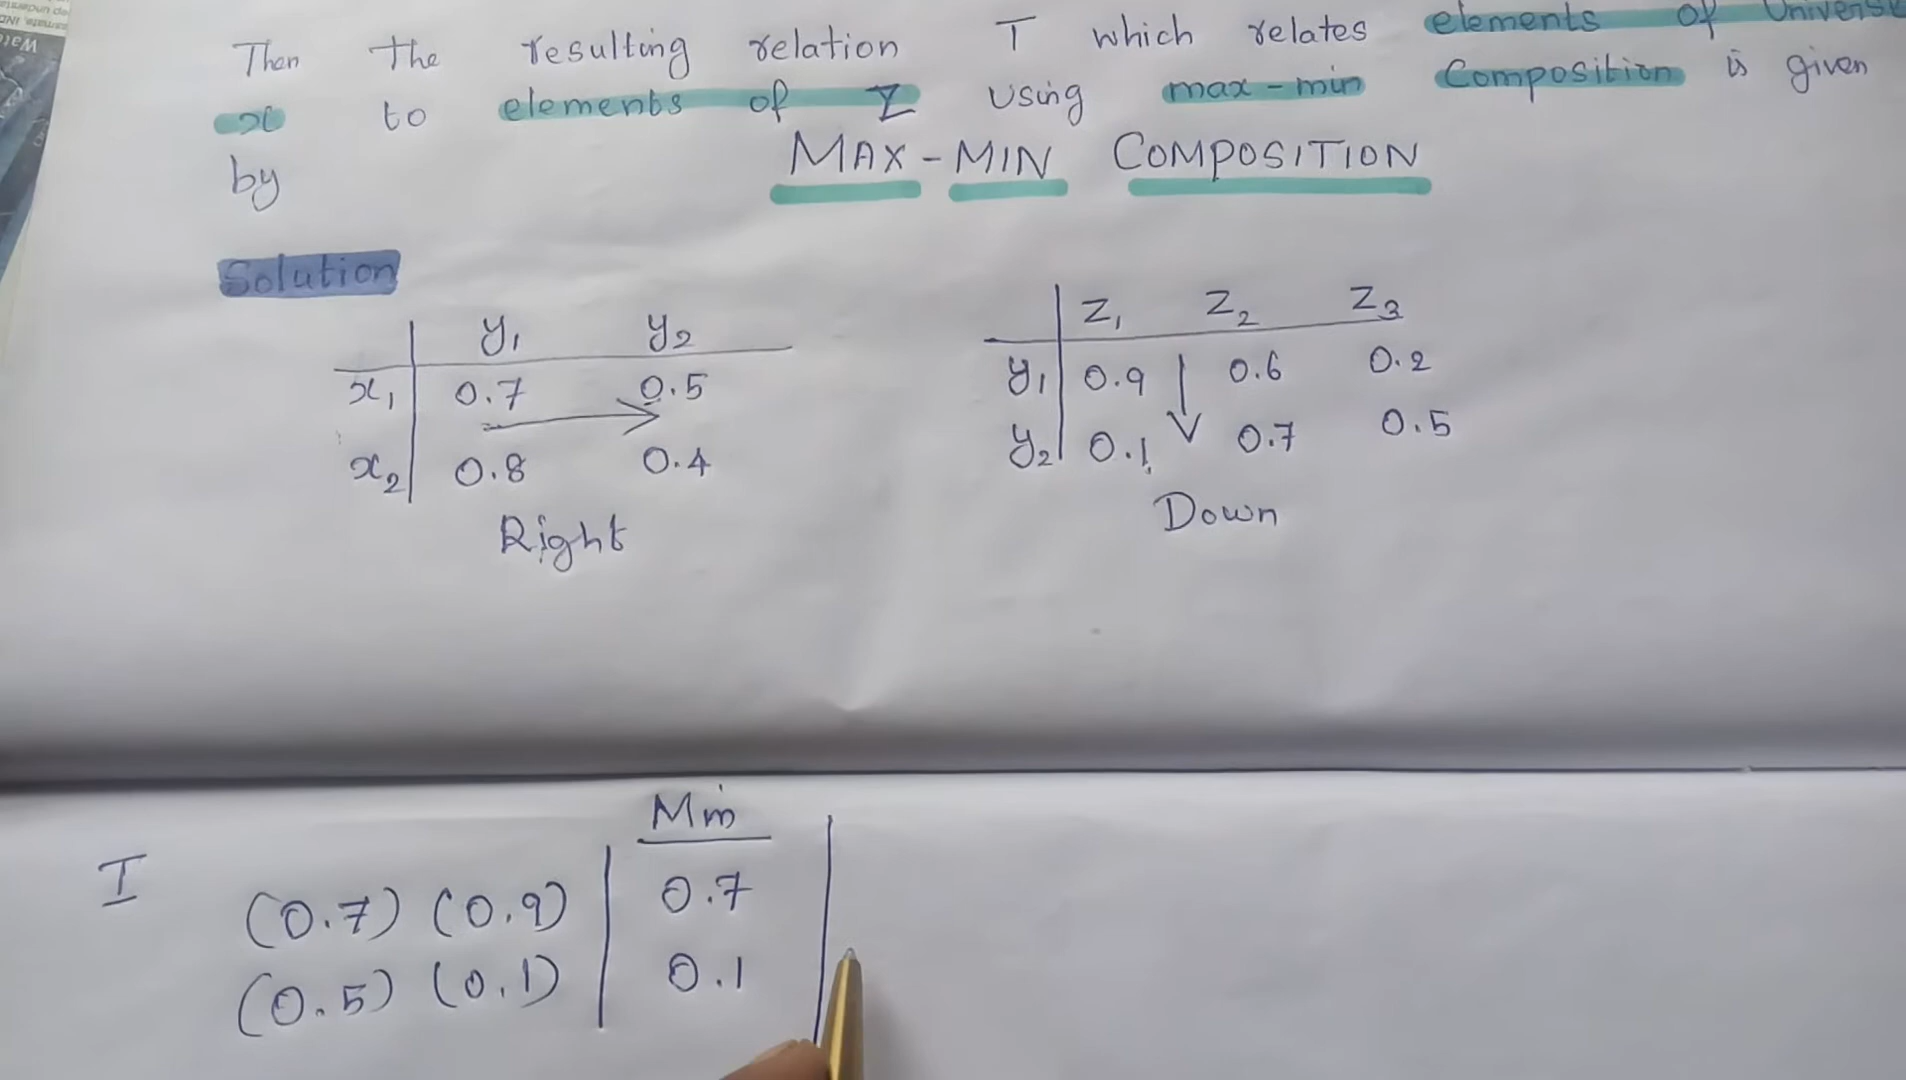 Then the resulting relation T which relates elements of Universe
x to elements of Z using max-min Composition is given
by
MAX-MIN COMPOSITION
Solution
y1 y2
x1 0.7 0.5
x2 0.8 0.4
Right
Z1 Z2 Z3
y1 0.9 0.6 0.2
y2 0.1 0.7 0.5
Down
Min
I (0.7) (0.9) 0.7
(0.5) (0.1) 0.1